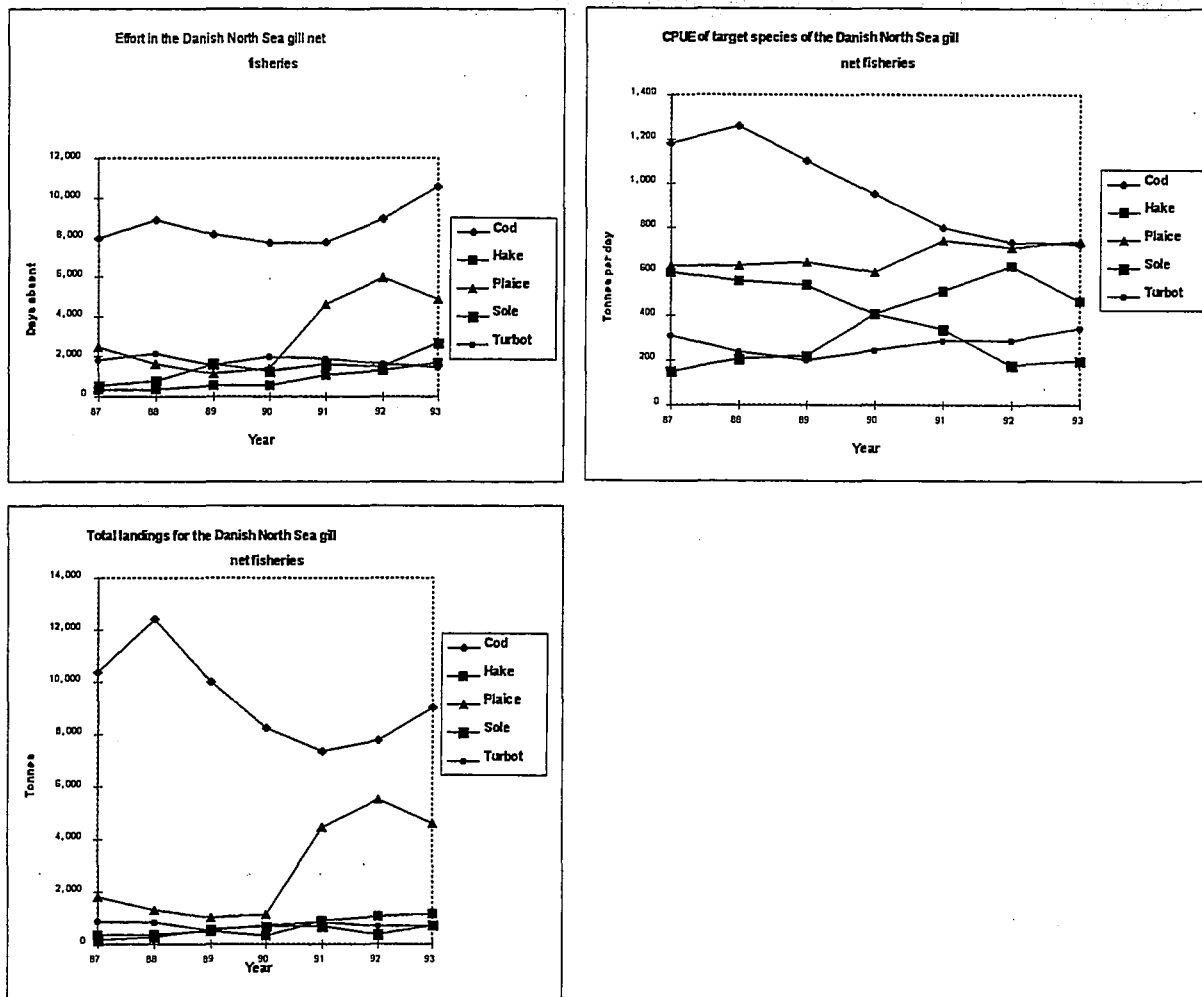 Effort in the Danish North Sea gill net
fisheries
12,000
10,000
8,000
6,000
4,000
2,000
0
87 88 89 90 91 92 93
Days absent
Year
Cod
Hake
Plaice
Sole
Turbot
CPUE of target species of the Danish North Sea gill
net fisheries
1,400
1,200
1,000
800
600
400
200
0
87 88 89 90 91 92 93
Tonnes per day
Year
Cod
Hake
Plaice
Sole
Turbot
Total landings for the Danish North Sea gill
net fisheries
14,000
12,000
10,000
8,000
6,000
4,000
2,000
0
87 88 89 90 91 92 93
Tonnes
Year
Cod
Hake
Plaice
Sole
Turbot